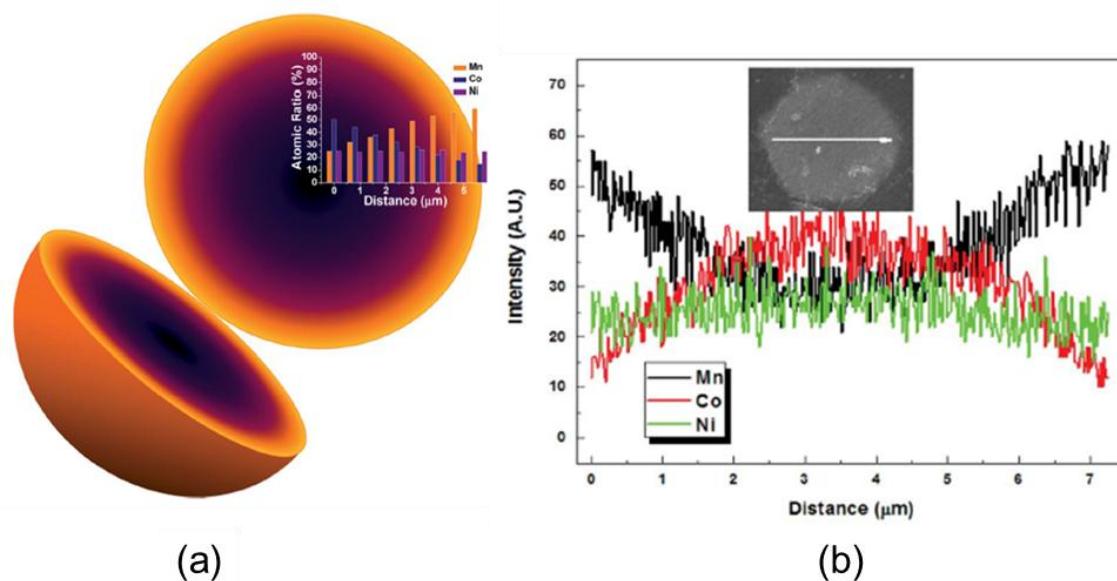 100
90
80
70
60
50
40
30
20
10
0
Atomic Ratio (%)
Mn
Co
Ni
0 1 2 3 4 5
Distance (μm)
(a)
70
60
50
40
30
20
10
0
Intensity (A.U.)
Mn
Co
Ni
0 1 2 3 4 5 6 7
Distance (μm)
(b)